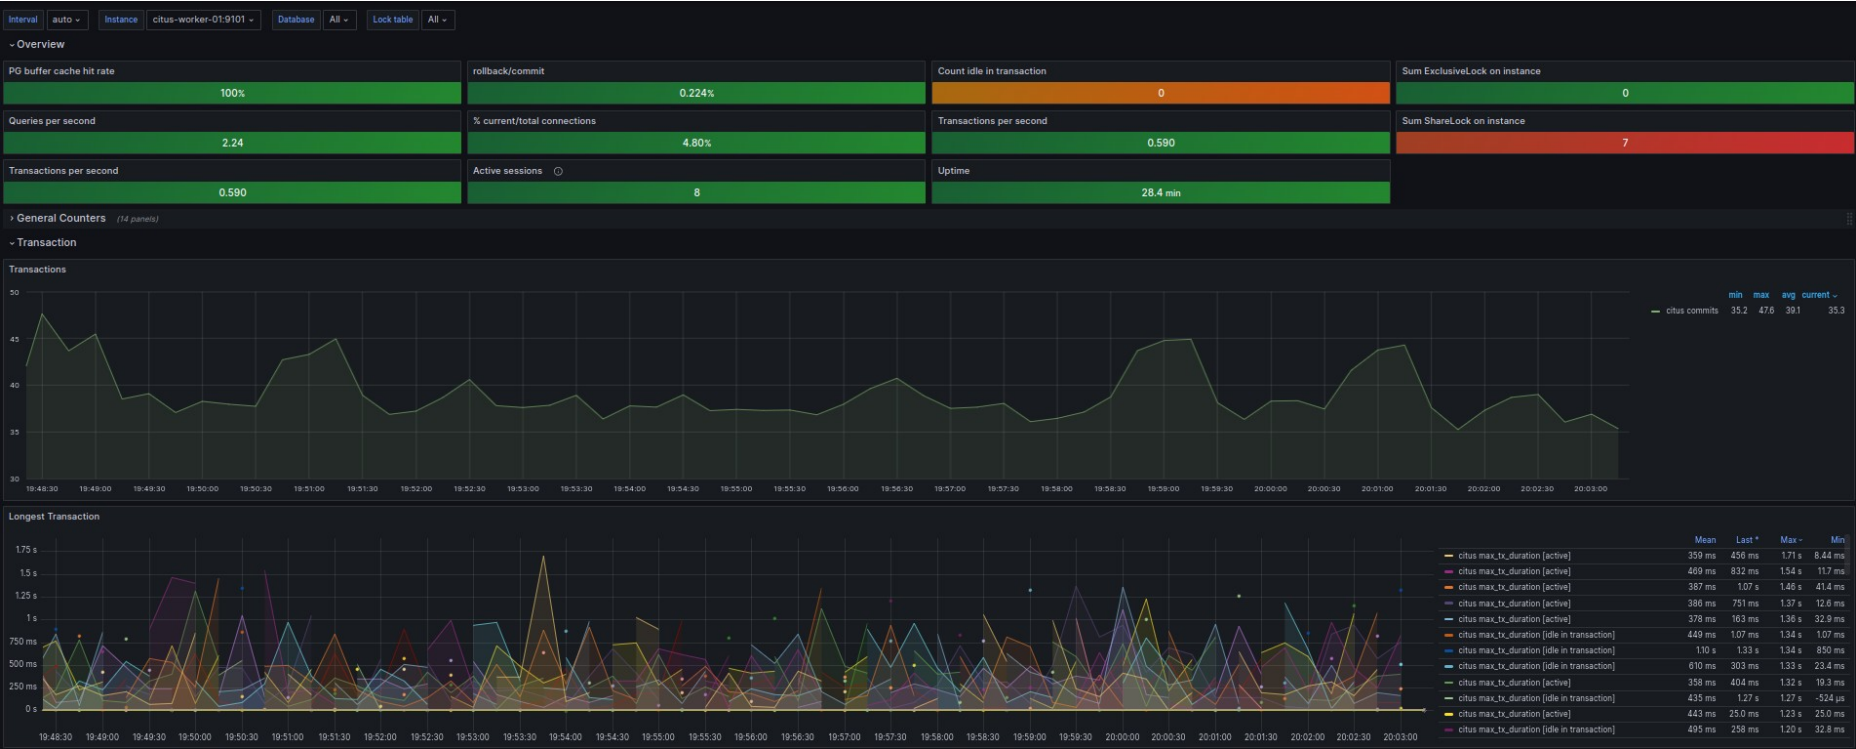 Interval auto Instance citus-worker-01:9101 Database All Lock table All
Overview
PG buffer cache hit rate rollback/commit Count idle in transaction Sum ExclusiveLock on instance
100% 0.224% 0 0
Queries per second % current/total connections Transactions per second Sum ShareLock on instance
2.24 4.80% 0.590 7
Transactions per second Active sessions Uptime
0.590 8 28.4 min
General Counters (14 panels)
Transaction
Transactions
50
45
40
35
30
19:48:30 19:49:00 19:49:30 19:50:00 19:50:30 19:51:00 19:51:30 19:52:00 19:52:30 19:53:00 19:53:30 19:54:00 19:54:30 19:55:00 19:55:30 19:56:00 19:56:30 19:57:00 19:57:30 19:58:00 19:58:30 19:59:00 19:59:30 20:00:00 20:00:30 20:01:00 20:01:30 20:02:00 20:02:30 20:03:00
min max avg current
citus commits 35.2 47.6 39.1 35.3
Longest Transaction
1.75 s
1.5 s
1.25 s
1 s
750 ms
500 ms
250 ms
0 s
19:48:30 19:49:00 19:49:30 19:50:00 19:50:30 19:51:00 19:51:30 19:52:00 19:52:30 19:53:00 19:53:30 19:54:00 19:54:30 19:55:00 19:55:30 19:56:00 19:56:30 19:57:00 19:57:30 19:58:00 19:58:30 19:59:00 19:59:30 20:00:00 20:00:30 20:01:00 20:01:30 20:02:00 20:02:30 20:03:00
Mean Last * Max Min
citus max_tx_duration [active] 359 ms 456 ms 1.71 s 8.44 ms
citus max_tx_duration [active] 469 ms 832 ms 1.54 s 11.7 ms
citus max_tx_duration [active] 387 ms 1.07 s 1.46 s 41.4 ms
citus max_tx_duration [active] 386 ms 751 ms 1.37 s 12.6 ms
citus max_tx_duration [active] 378 ms 163 ms 1.36 s 32.9 ms
citus max_tx_duration [idle in transaction] 449 ms 1.07 ms 1.34 s 1.07 ms
citus max_tx_duration [idle in transaction] 1.10 s 1.33 s 1.34 s 850 ms
citus max_tx_duration [idle in transaction] 610 ms 303 ms 1.33 s 23.4 ms
citus max_tx_duration [active] 358 ms 404 ms 1.32 s 19.3 ms
citus max_tx_duration [idle in transaction] 435 ms 1.27 s 1.27 s -524 µs
citus max_tx_duration [active] 443 ms 25.0 ms 1.23 s 25.0 ms
citus max_tx_duration [idle in transaction] 495 ms 258 ms 1.20 s 32.8 ms